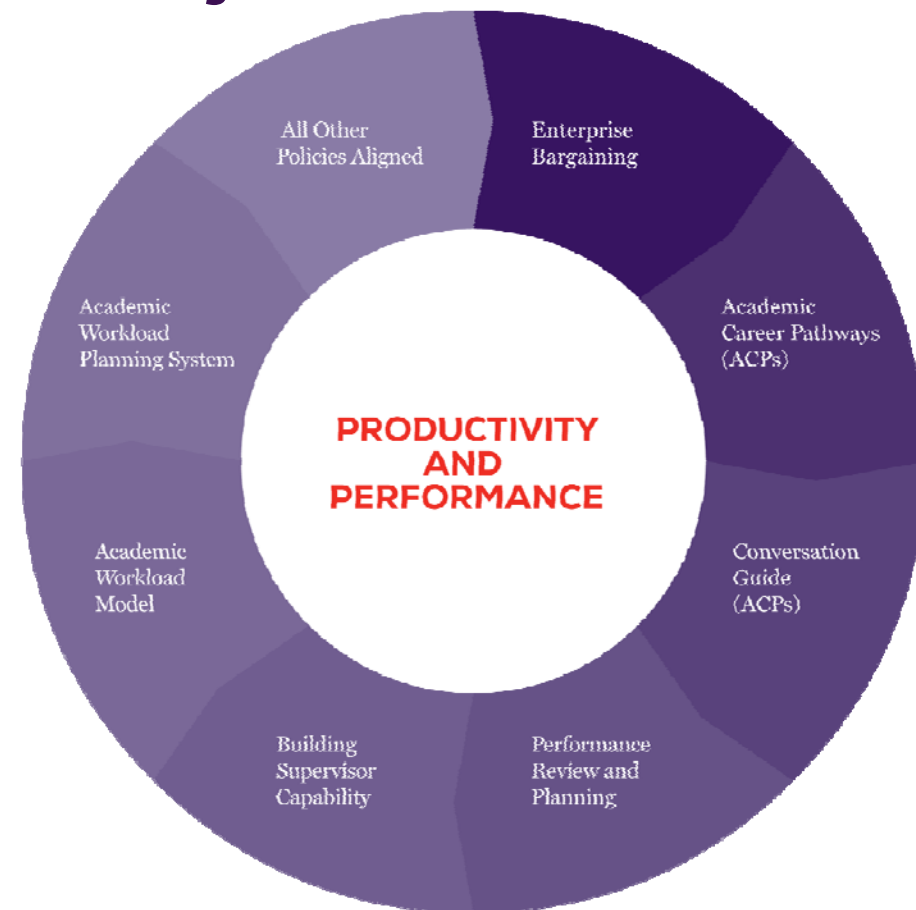 All Other
Policies Aligned
Enterprise
Bargaining
Academic
Career Pathways
(ACPs)
Conversation
Guide
(ACPs)
Performance
Review and
Planning
Building
Supervisor
Capability
Academic
Workload
Model
Academic
Workload
Planning System
PRODUCTIVITY
AND
PERFORMANCE